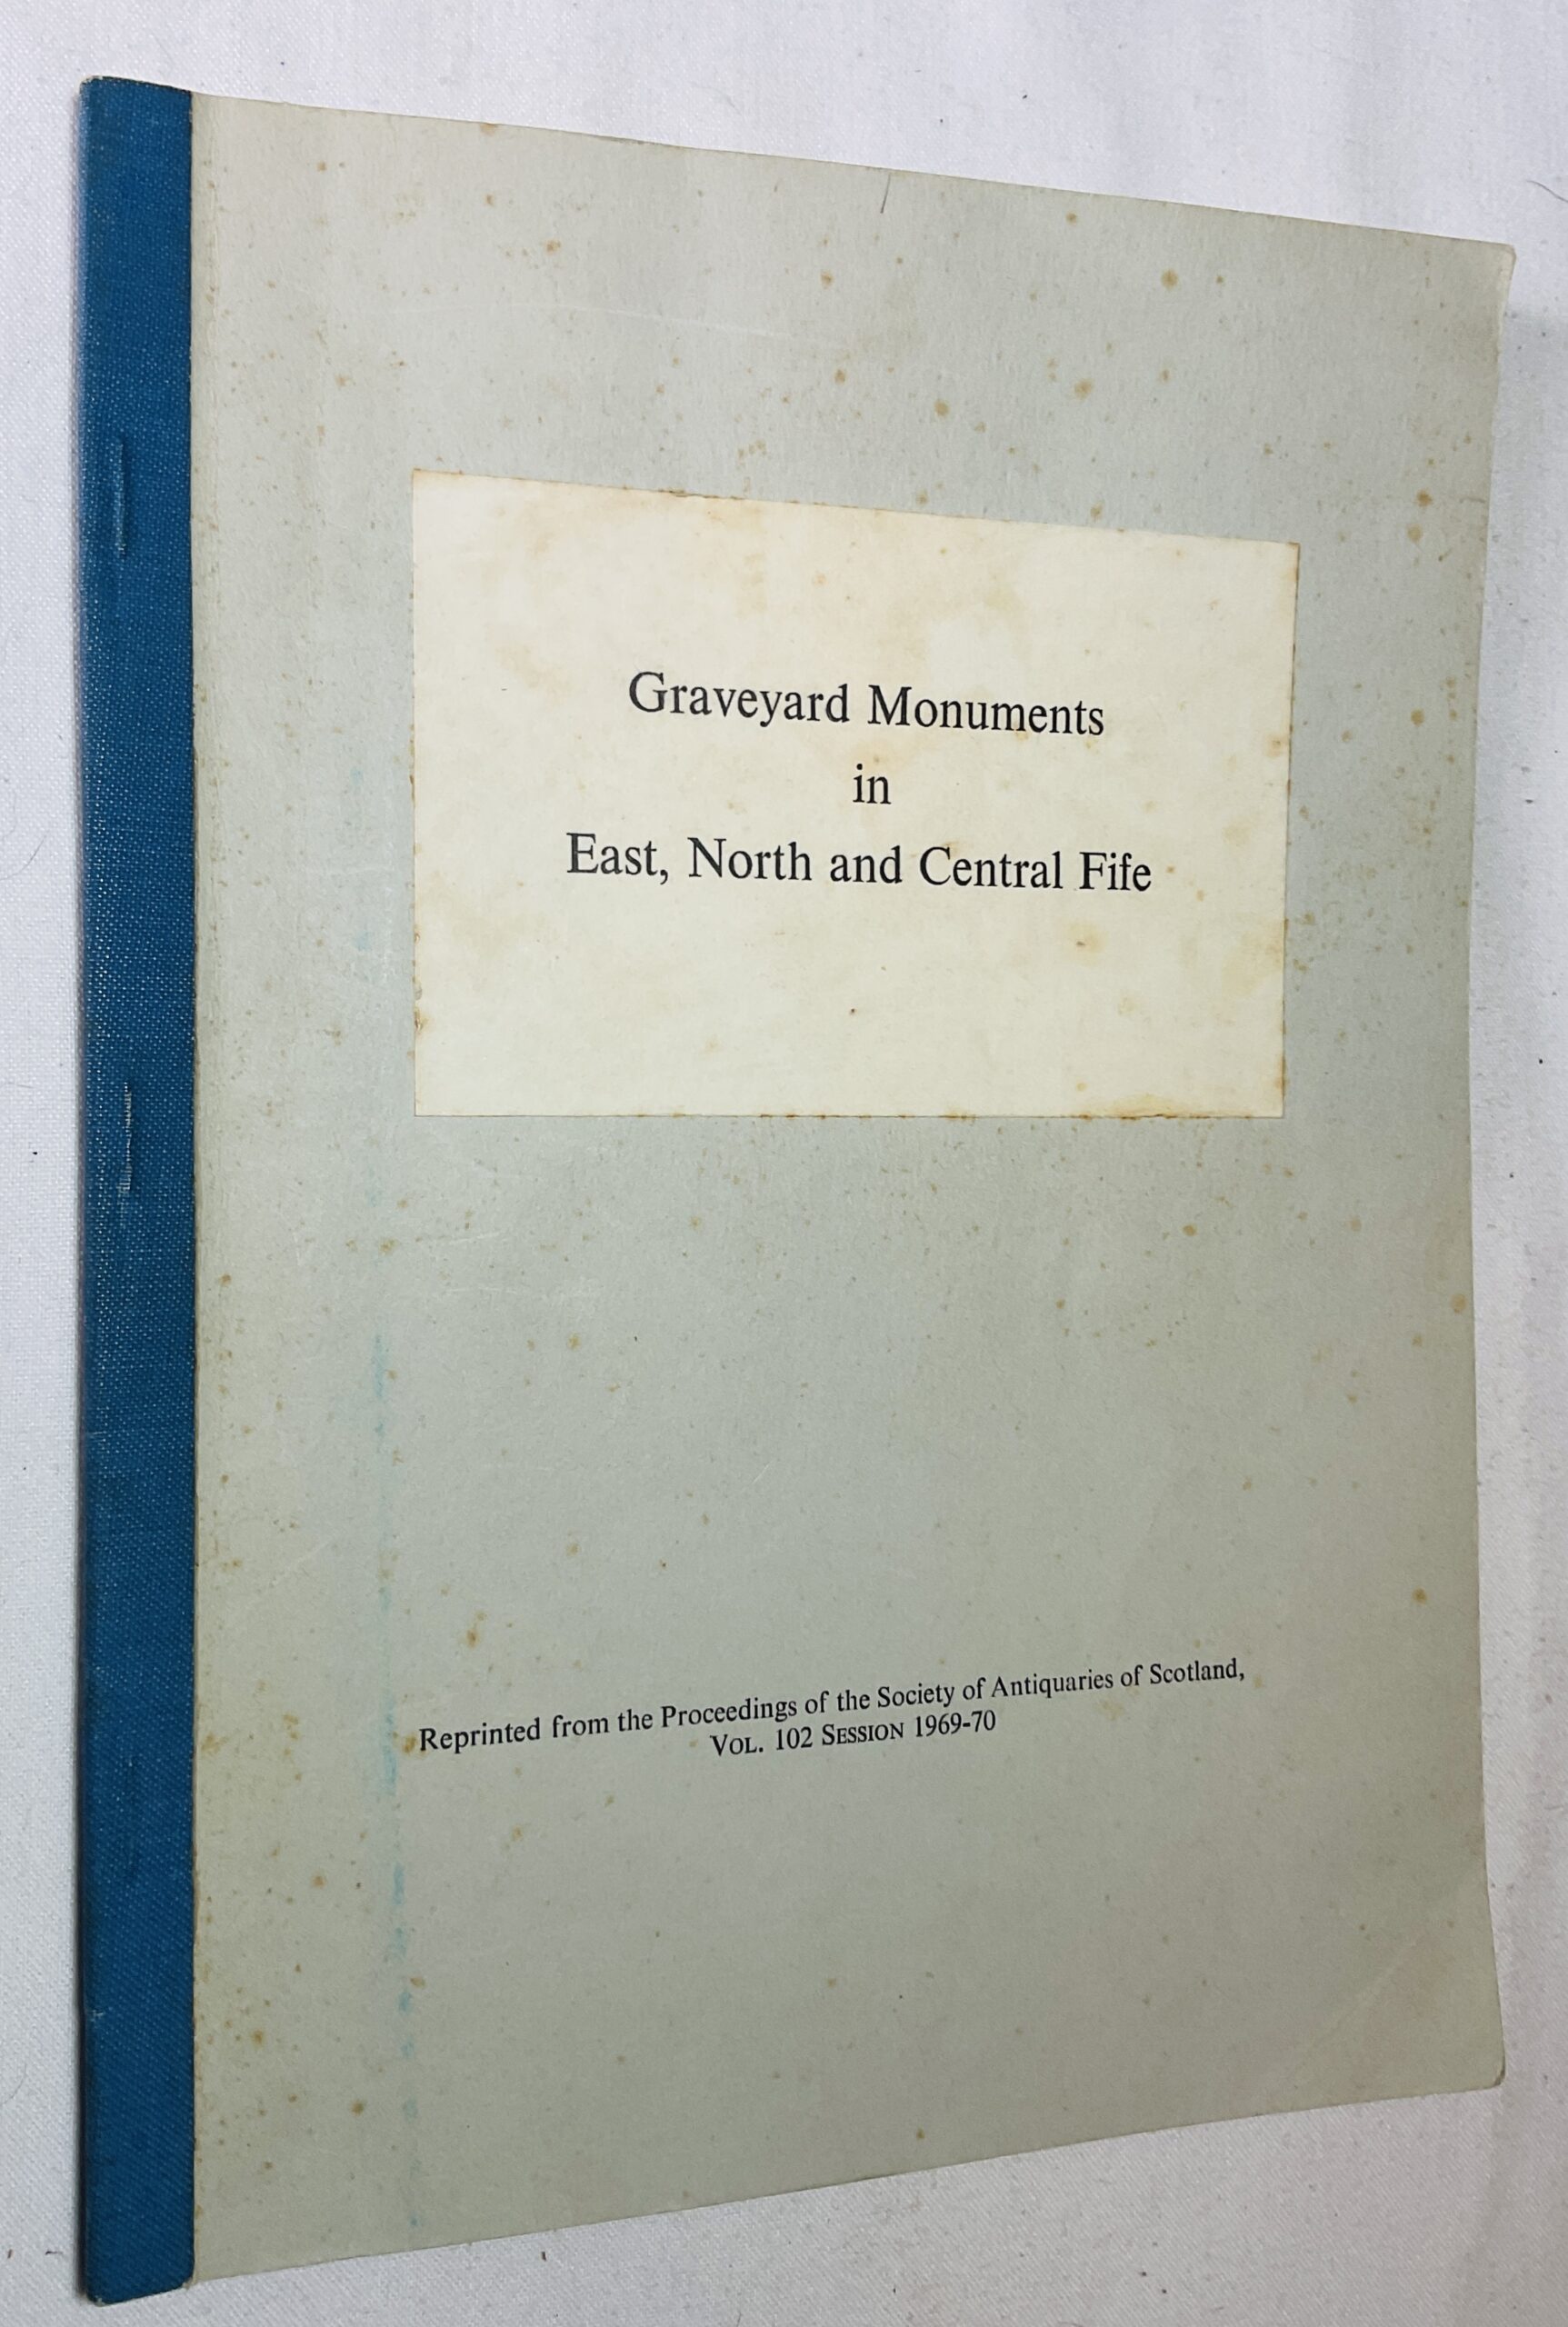 Graveyard Monuments
in
East, North and Central Fife
Reprinted from the Proceedings of the Society of Antiquaries of Scotland,
VOL. 102 SESSION 1969-70